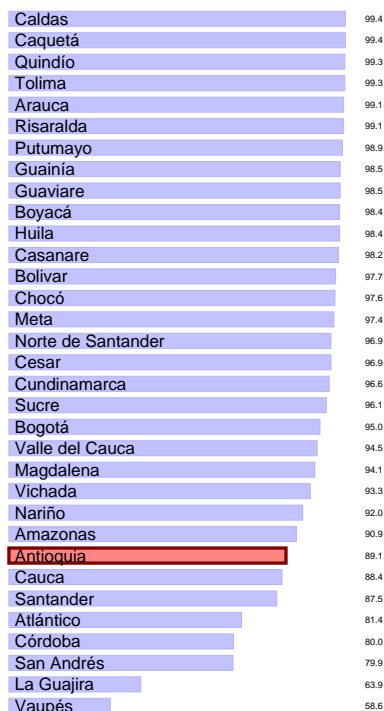 Caldas 99.4
Caquetá 99.4
Quindío 99.3
Tolima 99.3
Arauca 99.1
Risaralda 99.1
Putumayo 98.9
Guainía 98.5
Guaviare 98.5
Boyacá 98.4
Huila 98.4
Casanare 98.2
Bolivar 97.7
Chocó 97.6
Meta 97.4
Norte de Santander 96.9
Cesar 96.9
Cundinamarca 96.6
Sucre 96.1
Bogotá 95.0
Valle del Cauca 94.5
Magdalena 94.1
Vichada 93.3
Nariño 92.0
Amazonas 90.9
Antioquia 89.1
Cauca 88.4
Santander 87.5
Atlántico 81.4
Córdoba 80.0
San Andrés 79.9
La Guajira 63.9
Vaupés 58.6